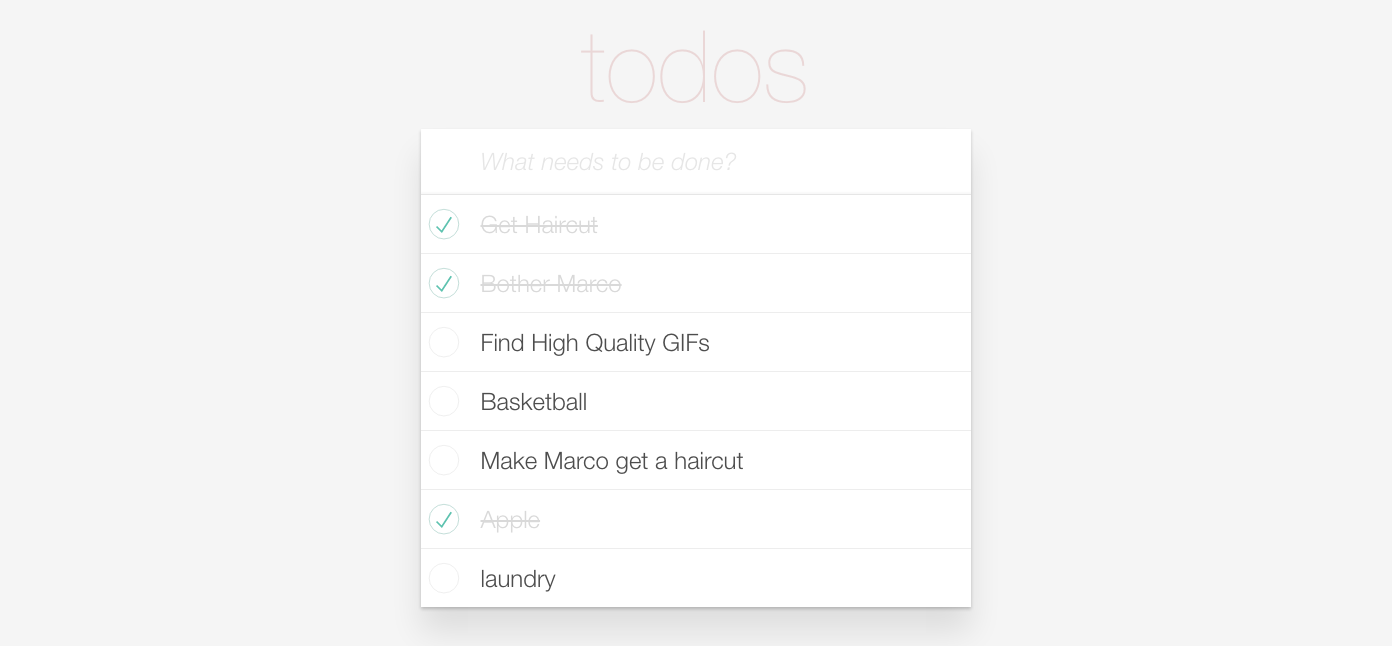 todos
What needs to be done?
Get Haircut
Bother Marco
Find High Quality GIFs
Basketball
Make Marco get a haircut
Apple
laundry